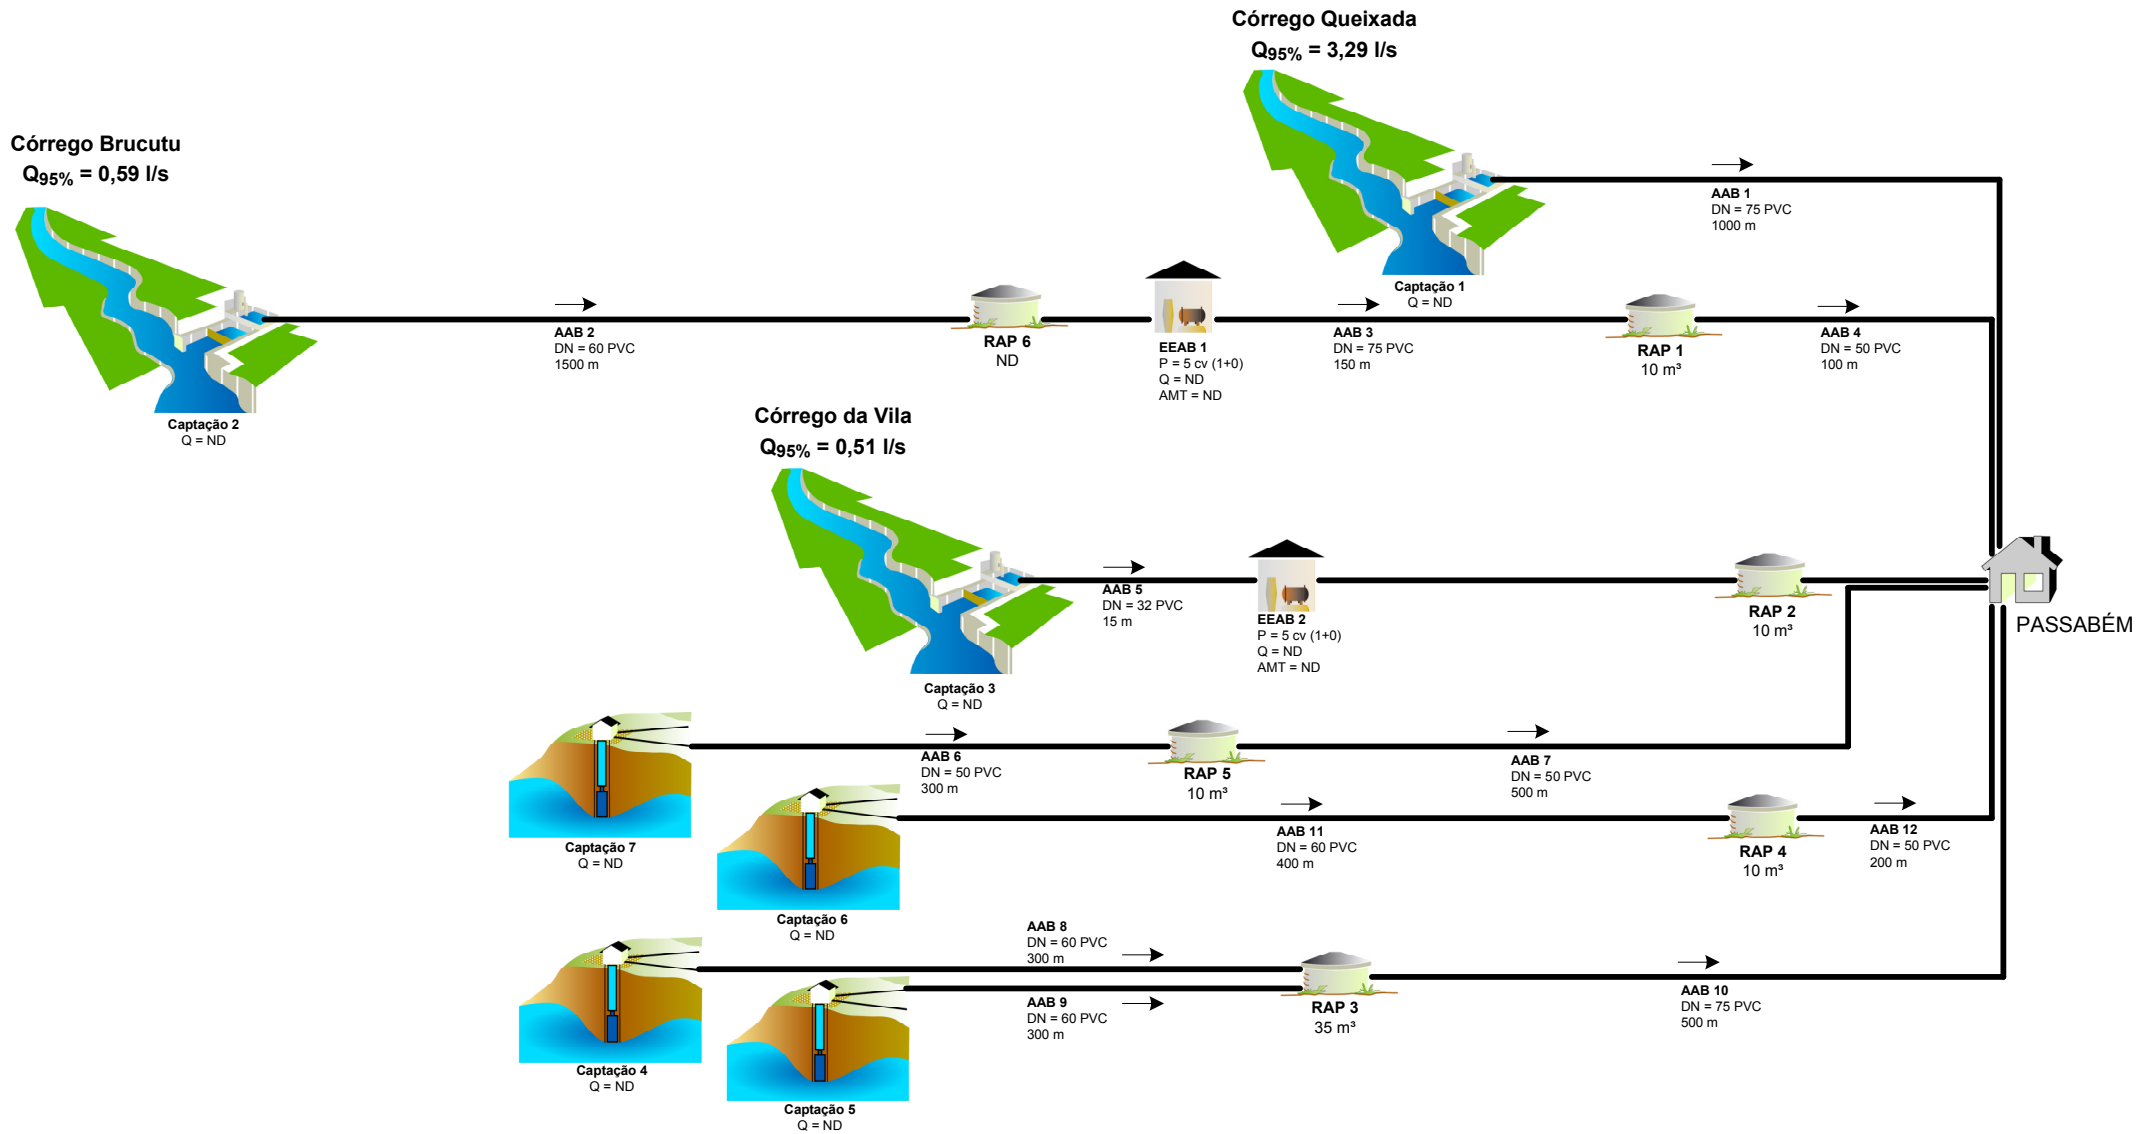 Córrego Queixada
Q95% = 3,29 l/s
Córrego Brucutu
Q95% = 0,59 l/s
AAB 1
DN = 75 PVC
1000 m
Captação 1
Q = ND
AAB 2
DN = 60 PVC
1500 m
RAP 6
ND
EEAB 1
P = 5 cv (1+0)
Q = ND
AMT = ND
AAB 3
DN = 75 PVC
150 m
RAP 1
10 m³
AAB 4
DN = 50 PVC
100 m
Captação 2
Q = ND
Córrego da Vila
Q95% = 0,51 l/s
AAB 5
DN = 32 PVC
15 m
EEAB 2
P = 5 cv (1+0)
Q = ND
AMT = ND
RAP 2
10 m³
PASSABÉM
Captação 3
Q = ND
AAB 6
DN = 50 PVC
300 m
RAP 5
10 m³
AAB 7
DN = 50 PVC
500 m
Captação 7
Q = ND
AAB 11
DN = 60 PVC
400 m
RAP 4
10 m³
AAB 12
DN = 50 PVC
200 m
Captação 6
Q = ND
AAB 8
DN = 60 PVC
300 m
AAB 9
DN = 60 PVC
300 m
RAP 3
35 m³
AAB 10
DN = 75 PVC
500 m
Captação 4
Q = ND
Captação 5
Q = ND